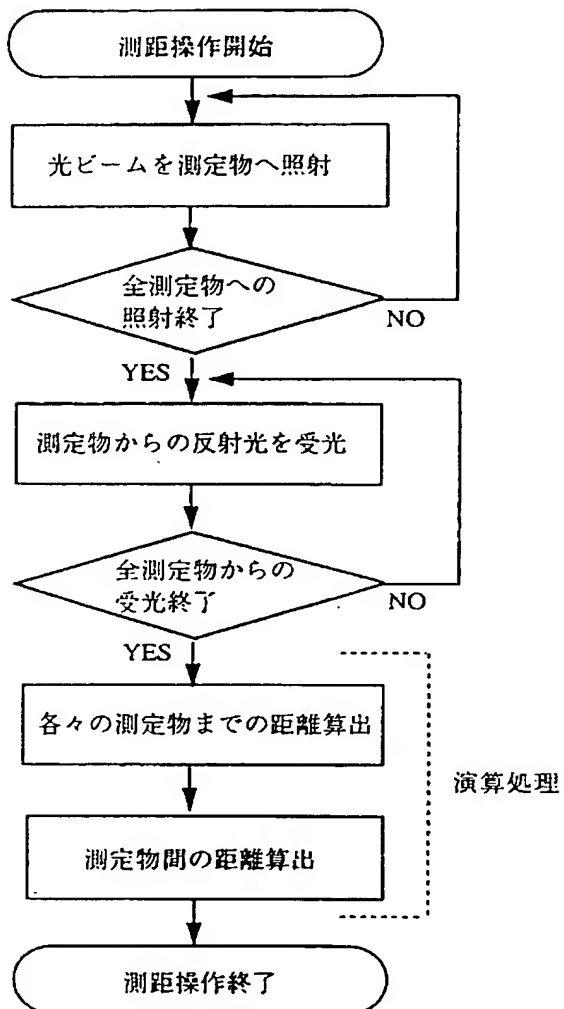 測距操作開始
光ビームを測定物へ照射
全測定物への
照射終了
NO
YES
測定物からの反射光を受光
全測定物からの
受光終了
NO
YES
各々の測定物までの距離算出
演算処理
測定物間の距離算出
測距操作終了